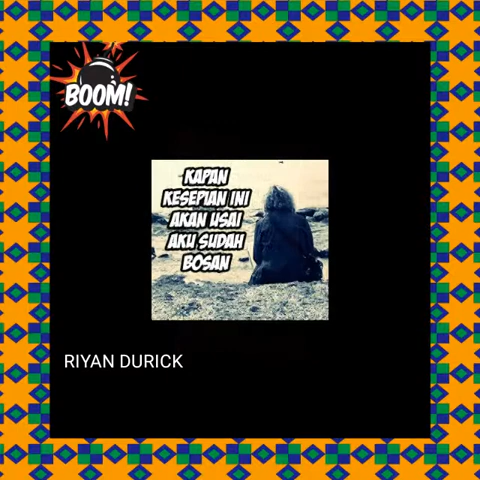 BOOM!
KAPAN
KESEPIAN INI
AKAN USAI
AKU SUDAH
BOSAN
RIYAN DURICK